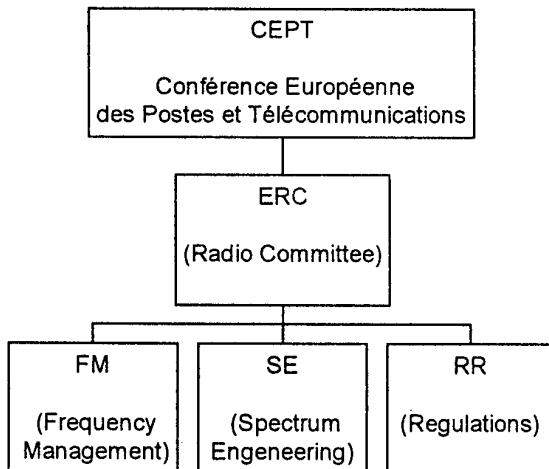 CEPT
Conférence Européenne
des Postes et Télécommunications
ERC
(Radio Committee)
FM
(Frequency
Management)
SE
(Spectrum
Engeneering)
RR
(Regulations)